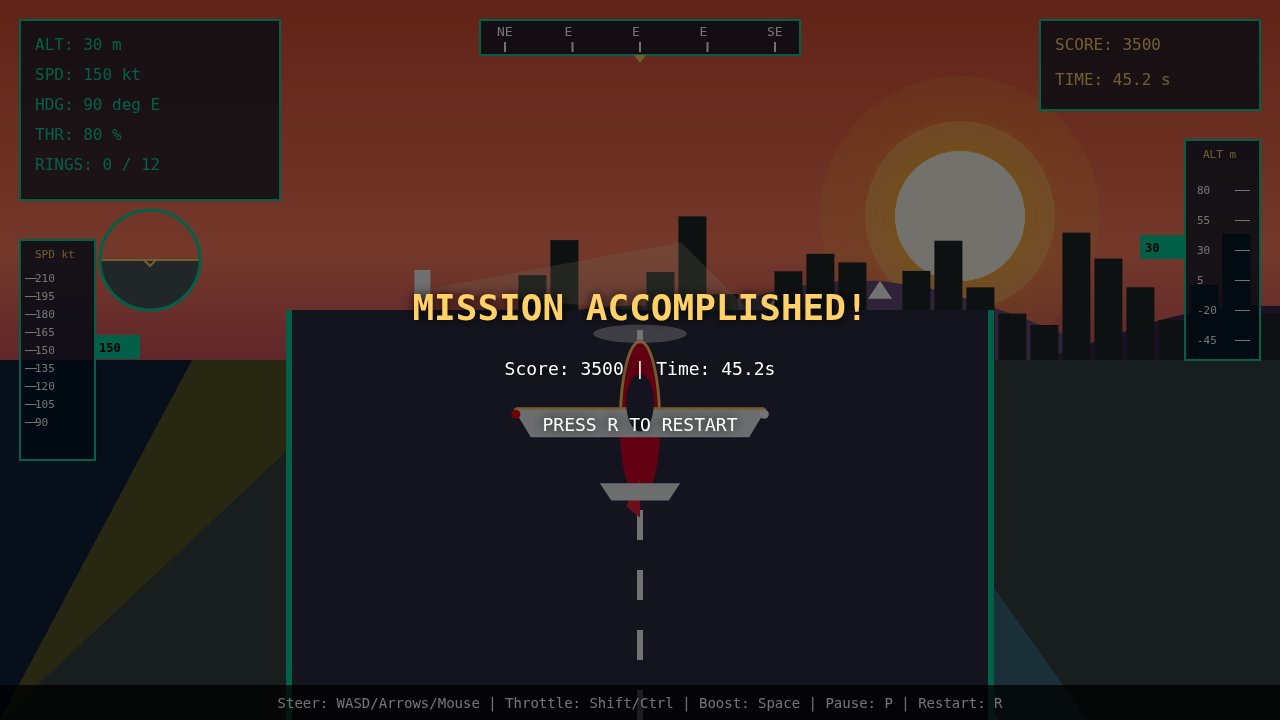 ALT: 30 m
SPD: 150 kt
HDG: 90 deg E
THR: 80 %
RINGS: 0 / 12
NE E E E SE
SCORE: 3500
TIME: 45.2 s
SPD kt
210
195
180
165
150
135
120
105
90
150
ALT m
80
55
30
5
-20
-45
30
MISSION ACCOMPLISHED!
Score: 3500 | Time: 45.2s
PRESS R TO RESTART
Steer: WASD/Arrows/Mouse | Throttle: Shift/Ctrl | Boost: Space | Pause: P | Restart: R